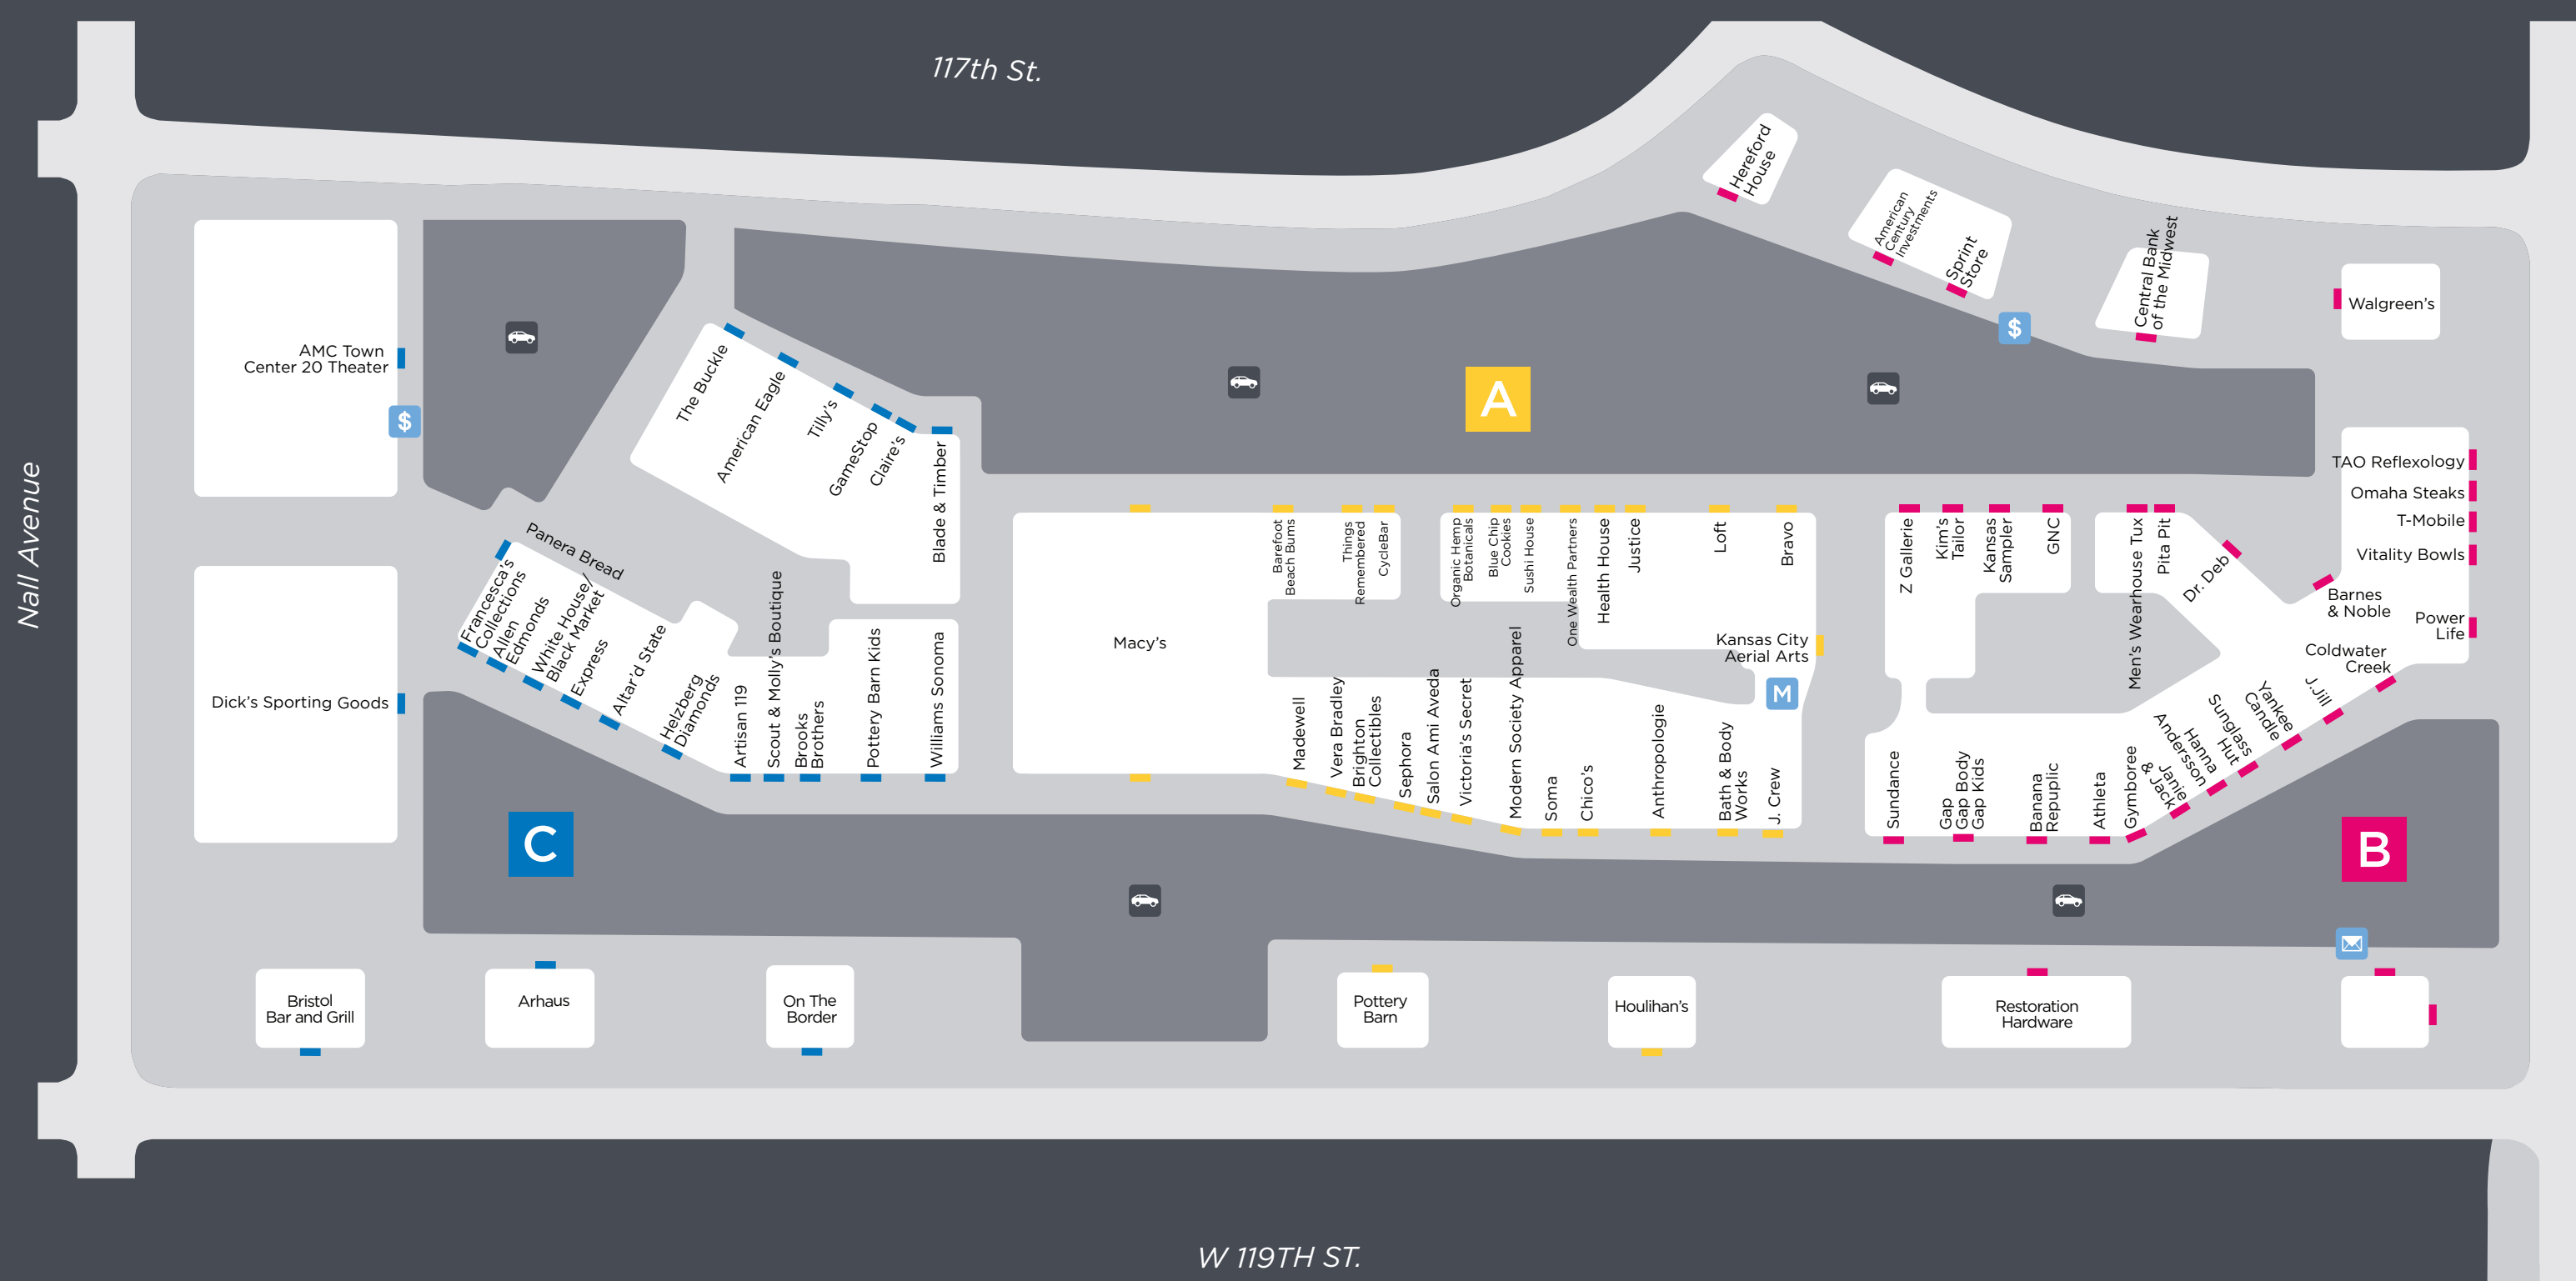 117th St.
Nall Avenue
W 119TH ST.
Hereford
House
American
Century
Investments
Sprint
Store
$
Central Bank
of the Midwest
Walgreen's
AMC Town
Center 20 Theater
$
Dick's Sporting Goods
The Buckle
American Eagle
Tilly's
GameStop
Claire's
Blade & Timber
A
Panera Bread
Francesca's
Collections
Allen
Edmonds
White House/
Black Market
Express
Altar'd State
Helzberg
Diamonds
Artisan 119
Scout & Molly's Boutique
Brooks
Brothers
Pottery Barn Kids
Williams Sonoma
Macy's
Barefoot
Beach Bums
Things
Remembered
CycleBar
Organic Hemp
Botanicals
Blue Chip
Cookies
Sushi House
One Wealth Partners
Health House
Justice
Loft
Bravo
Kansas City
Aerial Arts
M
Madewell
Vera Bradley
Brighton
Collectibles
Sephora
Salon Ami Aveda
Victoria's Secret
Modern Society Apparel
Soma
Chico's
Anthropologie
Bath & Body
Works
J. Crew
Z Gallerie
Kim's
Tailor
Kansas
Sampler
GNC
Men's Wearhouse Tux
Pita Pit
Dr. Deb
TAO Reflexology
Omaha Steaks
T-Mobile
Vitality Bowls
Barnes
& Noble
Power
Life
Coldwater
Creek
J.Jill
Yankee
Candle
Sunglass
Hut
Hanna
Andersson
Janie
& Jack
Gymboree
Athleta
Banana
Repuplic
Gap
Gap Body
Gap Kids
Sundance
C
B
Bristol
Bar and Grill
Arhaus
On The
Border
Pottery
Barn
Houlihan's
Restoration
Hardware